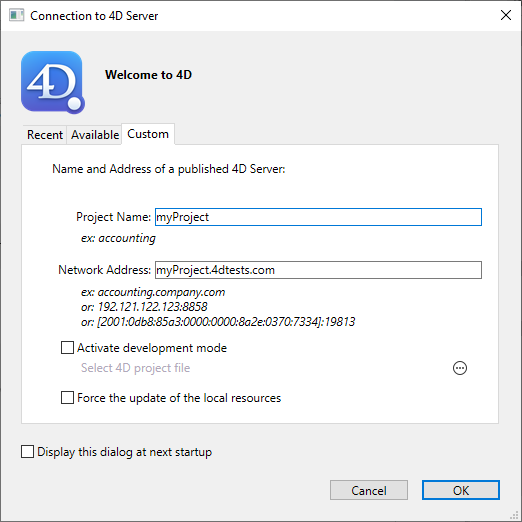 Connection to 4D Server
4D
Welcome to 4D
Recent Available Custom
Name and Address of a published 4D Server:
Project Name: myProject
ex: accounting
Network Address: myProject.4dtests.com
ex: accounting.company.com
or: 192.121.122.123:8858
or: [2001:0db8:85a3:0000:0000:8a2e:0370:7334]:19813
Activate development mode
Select 4D project file
Force the update of the local resources
Display this dialog at next startup
Cancel OK